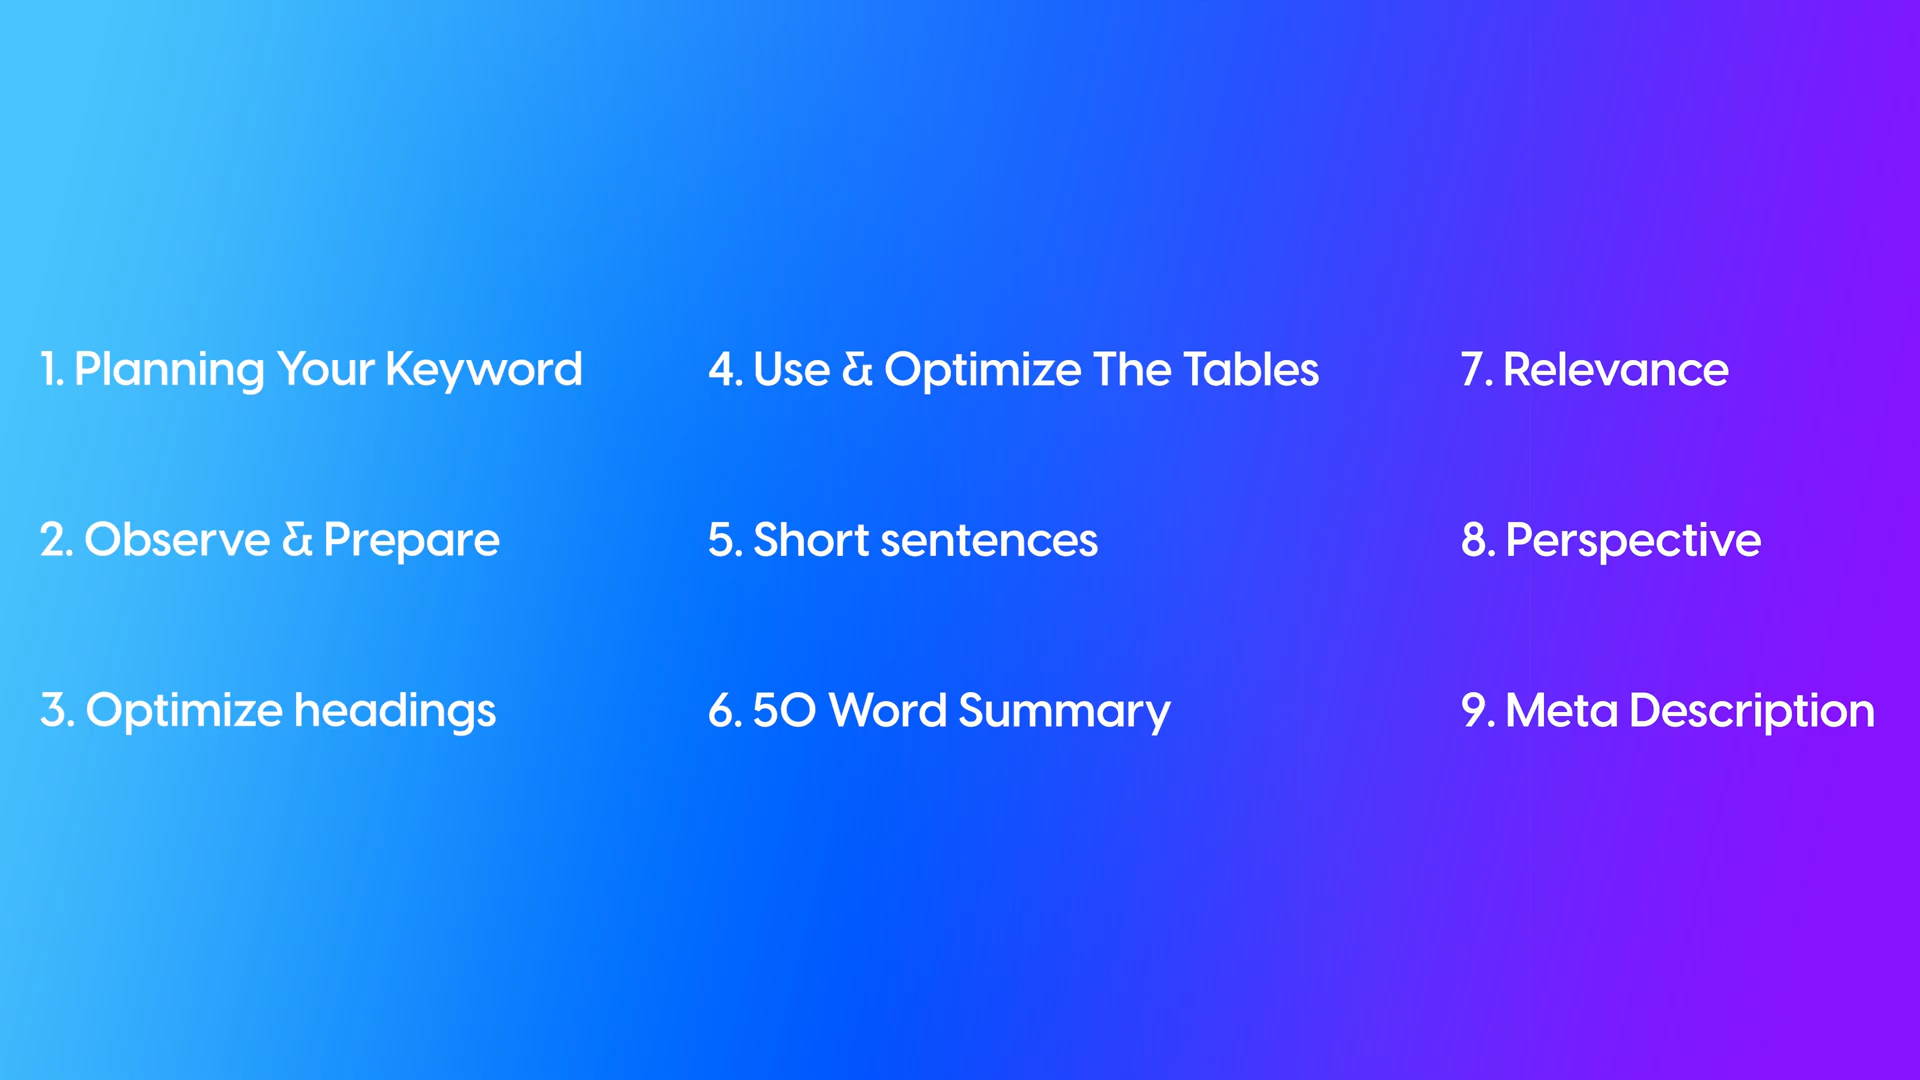 1. Planning Your Keyword
2. Observe & Prepare
3. Optimize headings
4. Use & Optimize The Tables
5. Short sentences
6. 50 Word Summary
7. Relevance
8. Perspective
9. Meta Description